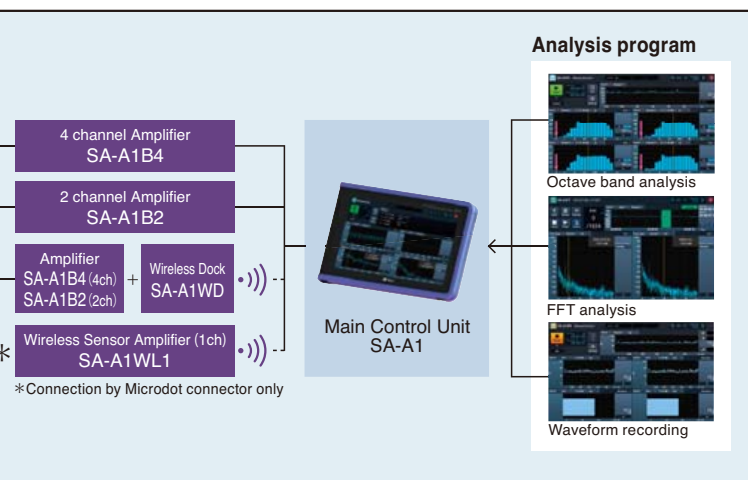 Analysis program
4 channel Amplifier
SA-A1B4
2 channel Amplifier
SA-A1B2
Amplifier
SA-A1B4(4ch)
SA-A1B2(2ch)
+
Wireless Dock
SA-A1WD
Wireless Sensor Amplifier (1ch)
SA-A1WL1
*
*Connection by Microdot connector only
Main Control Unit
SA-A1
Octave band analysis
FFT analysis
Waveform recording